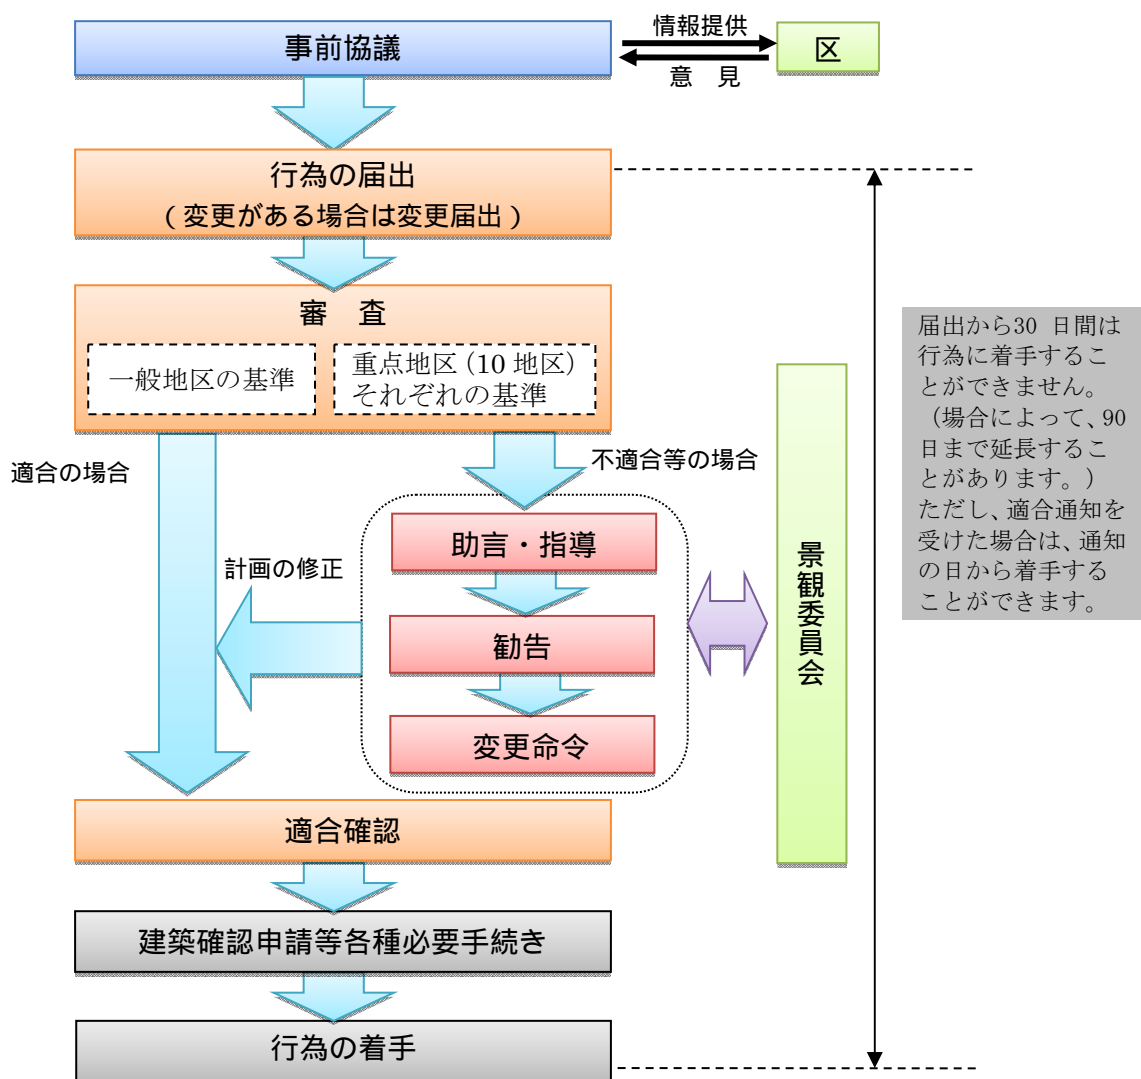 事前協議
情報提供
意　見
区
行為の届出
（変更がある場合は変更届出）
審　査
一般地区の基準
重点地区（10 地区）
それぞれの基準
適合の場合
不適合等の場合
助言・指導
計画の修正
勧告
変更命令
景観委員会
届出から30 日間は
行為に着手するこ
とができません。
（場合によって、90
日まで延長するこ
とがあります。）
ただし、適合通知を
受けた場合は、通知
の日から着手する
ことができます。
適合確認
建築確認申請等各種必要手続き
行為の着手